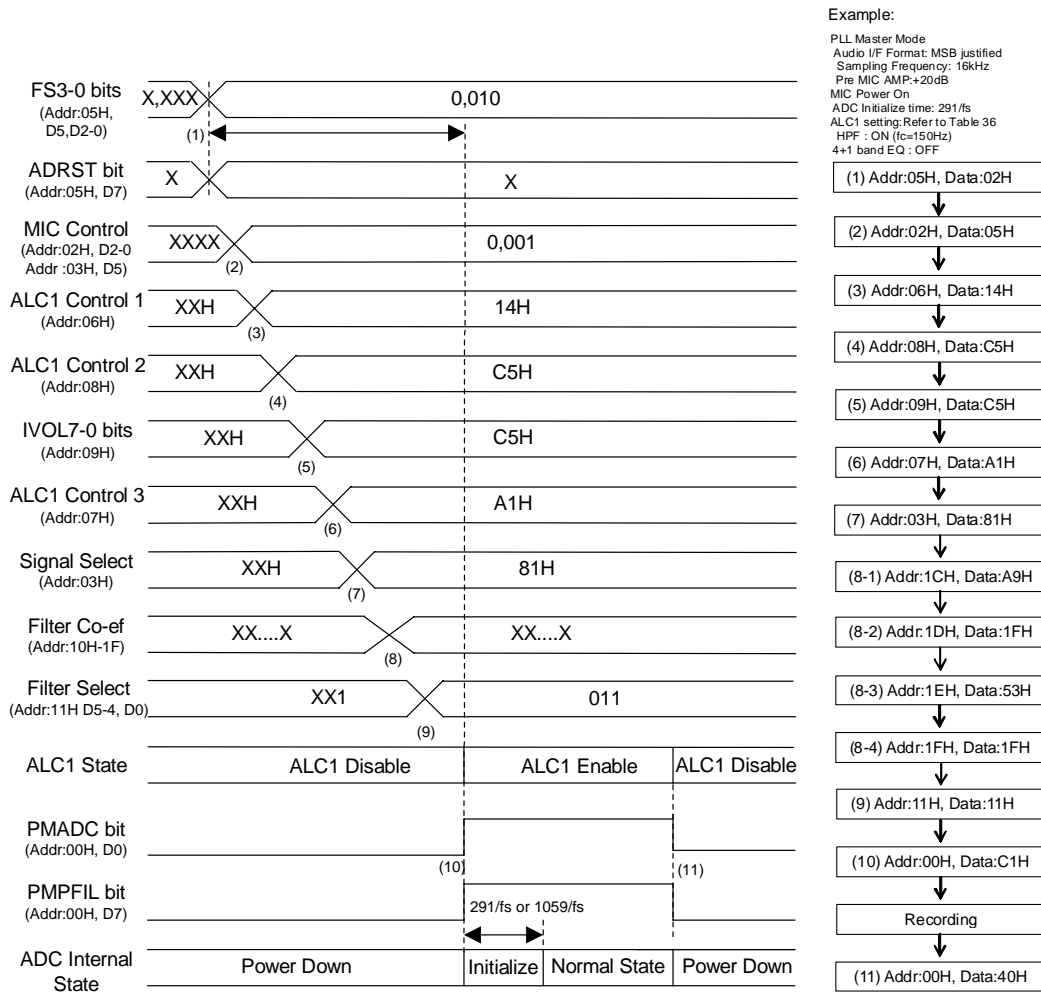 Example:
PLL Master Mode
Audio I/F Format: MSB justified
Sampling Frequency: 16kHz
Pre MIC AMP:+20dB
MIC Power On
ADC Initialize time: 291/fs
ALC1 setting:Refer to Table 36
HPF : ON (fc=150Hz)
4+1 band EQ : OFF
FS3-0 bits
(Addr:05H,
D5,D2-0)
X,XXX
0,010
(1)
ADRST bit
(Addr:05H, D7)
X
X
MIC Control
(Addr:02H, D2-0
Addr :03H, D5)
XXXX
0,001
(2)
ALC1 Control 1
(Addr:06H)
XXH
14H
(3)
ALC1 Control 2
(Addr:08H)
XXH
C5H
(4)
IVOL7-0 bits
(Addr:09H)
XXH
C5H
(5)
ALC1 Control 3
(Addr:07H)
XXH
A1H
(6)
Signal Select
(Addr:03H)
XXH
81H
(7)
Filter Co-ef
(Addr:10H-1F)
XX....X
XX....X
(8)
Filter Select
(Addr:11H D5-4, D0)
XX1
011
(9)
ALC1 State
ALC1 Disable
ALC1 Enable
ALC1 Disable
PMADC bit
(Addr:00H, D0)
(10)
(11)
PMPFIL bit
(Addr:00H, D7)
291/fs or 1059/fs
ADC Internal
State
Power Down
Initialize
Normal State
Power Down
(1) Addr:05H, Data:02H
(2) Addr:02H, Data:05H
(3) Addr:06H, Data:14H
(4) Addr:08H, Data:C5H
(5) Addr:09H, Data:C5H
(6) Addr:07H, Data:A1H
(7) Addr:03H, Data:81H
(8-1) Addr:1CH, Data:A9H
(8-2) Addr:1DH, Data:1FH
(8-3) Addr:1EH, Data:53H
(8-4) Addr:1FH, Data:1FH
(9) Addr:11H, Data:11H
(10) Addr:00H, Data:C1H
Recording
(11) Addr:00H, Data:40H